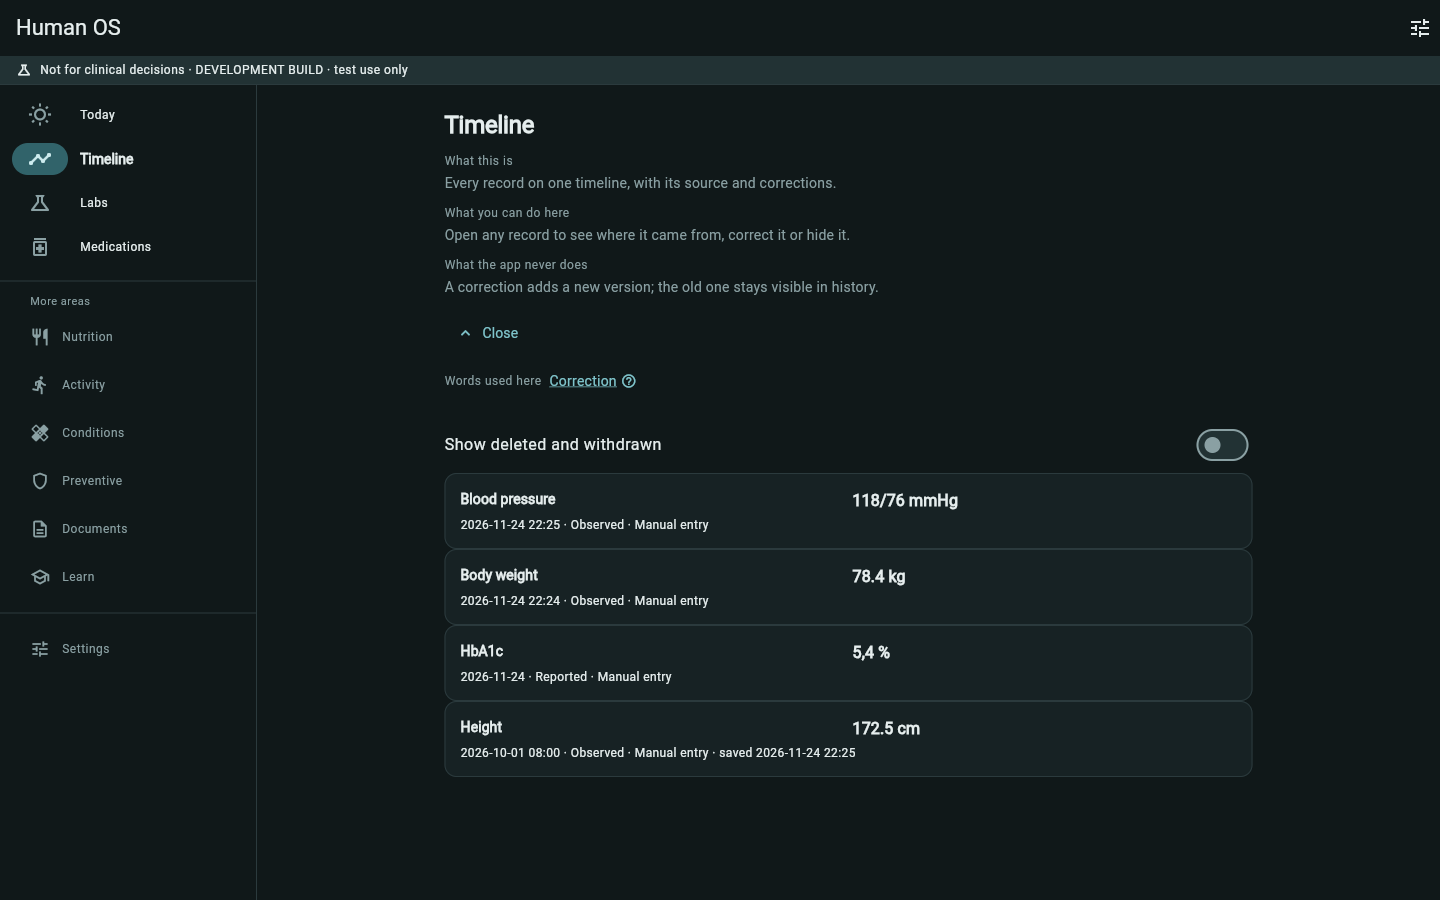 Human OS
Not for clinical decisions · DEVELOPMENT BUILD · test use only
Today
Timeline
Labs
Medications
More areas
Nutrition
Activity
Conditions
Preventive
Documents
Learn
Settings
Timeline
What this is
Every record on one timeline, with its source and corrections.
What you can do here
Open any record to see where it came from, correct it or hide it.
What the app never does
A correction adds a new version; the old one stays visible in history.
Close
Words used here Correction
Show deleted and withdrawn
Blood pressure 118/76 mmHg
2026-11-24 22:25 · Observed · Manual entry
Body weight 78.4 kg
2026-11-24 22:24 · Observed · Manual entry
HbA1c 5,4 %
2026-11-24 · Reported · Manual entry
Height 172.5 cm
2026-10-01 08:00 · Observed · Manual entry · saved 2026-11-24 22:25